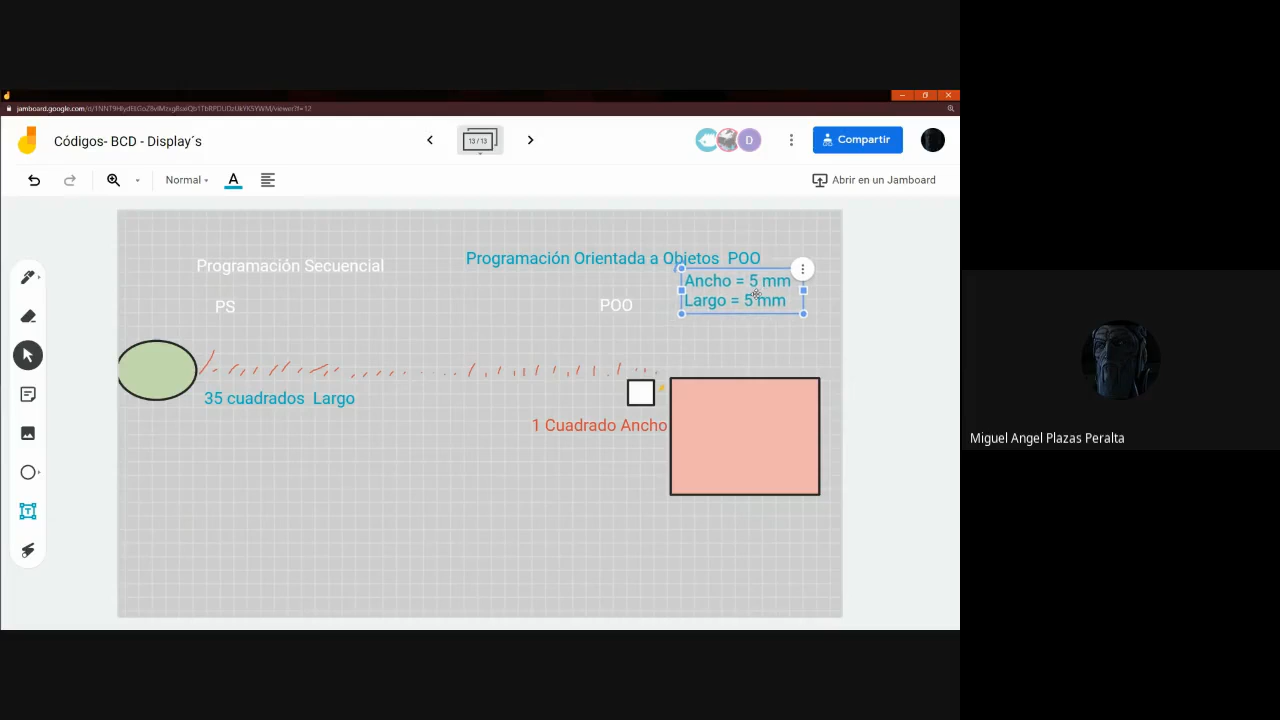 Códigos- BCD - Display´s
13 / 13
Compartir
D
Normal
A
Abrir en un Jamboard
Programación Secuencial
Programación Orientada a Objetos POO
PS
POO
Ancho = 5 mm
Largo = 5 mm
35 cuadrados Largo
1 Cuadrado Ancho
Miguel Angel Plazas Peralta